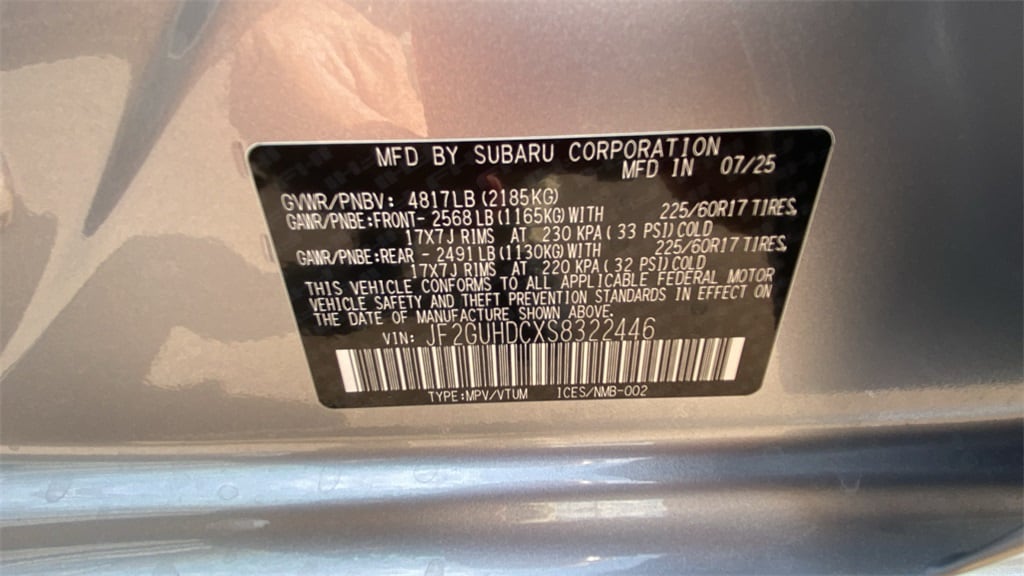 MFD BY SUBARU CORPORATION
MFD IN 07/25
GVWR/PNBV: 4817LB (2185KG)
GAWR/PNBE:FRONT- 2568LB (1165KG) WITH 225/60R17 TIRES,
17X7J RIMS AT 230 KPA ( 33 PSI) COLD
GAWR/PNBE:REAR - 2491LB (1130KG) WITH 225/60R17 TIRES,
17X7J RIMS AT 220 KPA ( 32 PSI) COLD
THIS VEHICLE CONFORMS TO ALL APPLICABLE FEDERAL MOTOR
VEHICLE SAFETY AND THEFT PREVENTION STANDARDS IN EFFECT ON
THE DATE OF MANUFACTURE SHOWN ABOVE.
VIN: JF2GUHDCXS8322446
TYPE:MPV/VTUM ICES/NMB-002